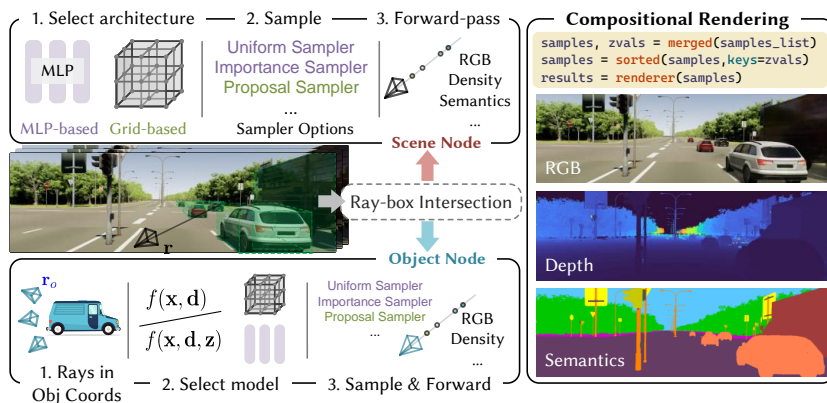 1. Select architecture
2. Sample
3. Forward-pass
MLP
MLP-based
Grid-based
Uniform Sampler
Importance Sampler
Proposal Sampler
...
Sampler Options
RGB
Density
Semantics
...
Scene Node
r
Ray-box Intersection
Object Node
r_o
1. Rays in
Obj Coords
f(x, d)
f(x, d, z)
2. Select model
Uniform Sampler
Importance Sampler
Proposal Sampler
...
RGB
Density
...
3. Sample & Forward
Compositional Rendering
samples, zvals = merged(samples_list)
samples = sorted(samples,keys=zvals)
results = renderer(samples)
RGB
Depth
Semantics